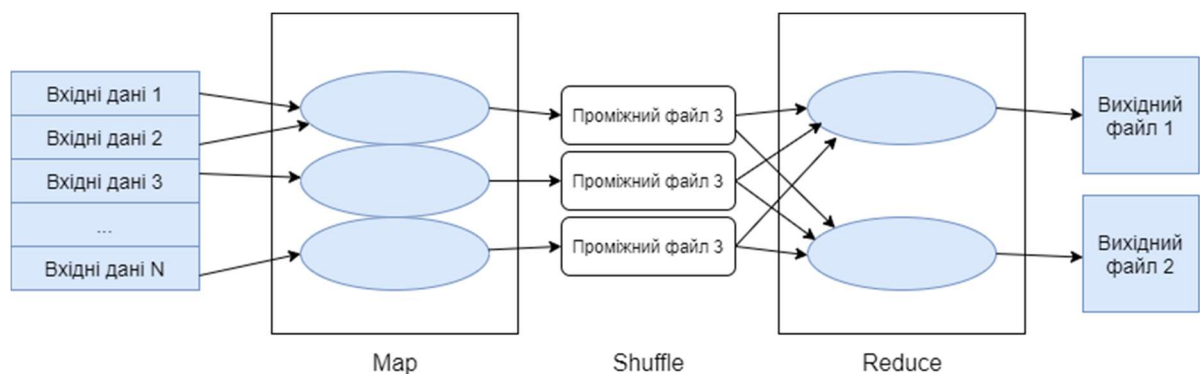 Вхідні дані 1
Вхідні дані 2
Вхідні дані 3
...
Вхідні дані N
Проміжний файл 3
Проміжний файл 3
Проміжний файл 3
Вихідний
файл 1
Вихідний
файл 2
Map
Shuffle
Reduce